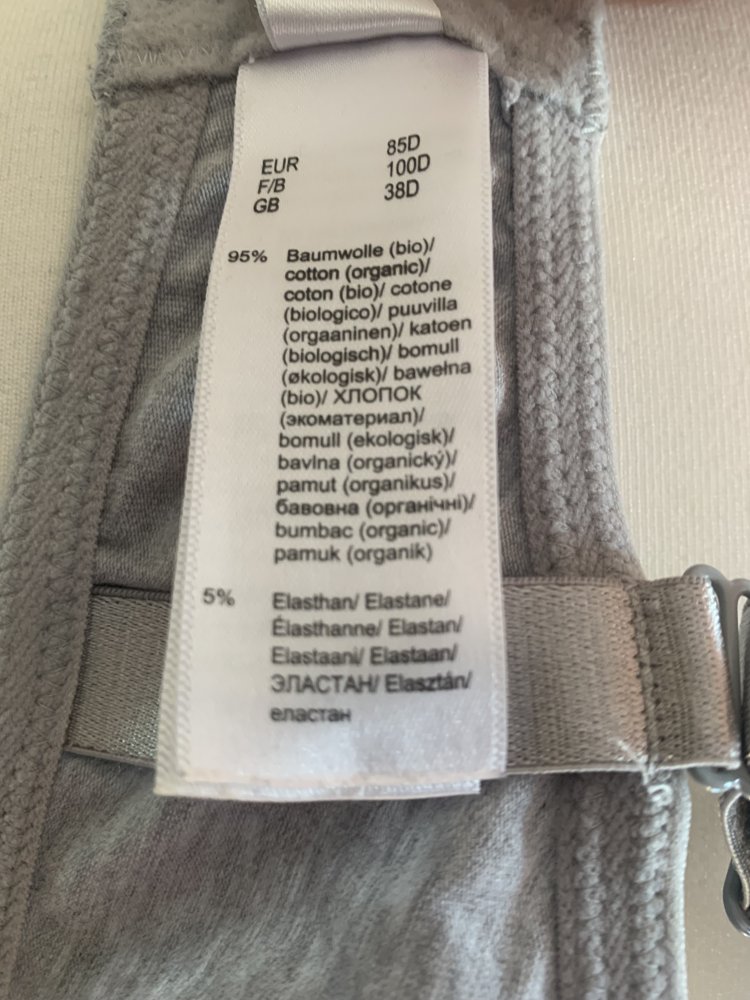 EUR 85D
F/B 100D
GB 38D
95% Baumwolle (bio)/
cotton (organic)/
coton (bio)/ cotone
(biologico)/ puuvilla
(orgaaninen)/ katoen
(biologisch)/ bomull
(økologisk)/ bawełna
(bio)/ ХЛОПОК
(экоматериал)/
bomull (ekologisk)/
bavlna (organický)/
pamut (organikus)/
бавовна (органічні)/
bumbac (organic)/
pamuk (organik)
5% Elasthan/ Elastane/
Élasthanne/ Elastan/
Elastaani/ Elastaan/
ЭЛАСТАН/ Elasztán/
еластан